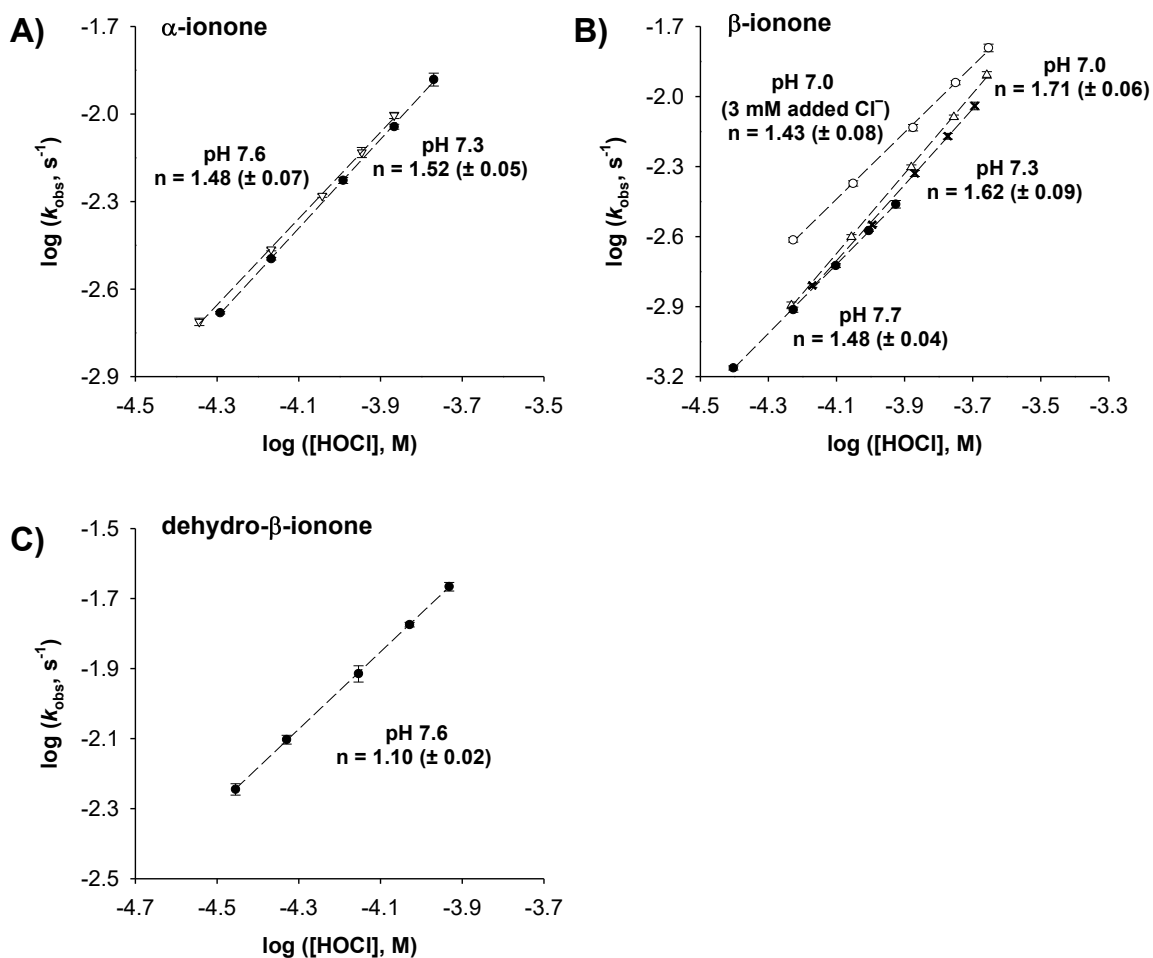 A)
α-ionone
log (kobs, s-1)
-1.7
-2.0
-2.3
-2.6
-2.9
pH 7.6
n = 1.48 (± 0.07)
pH 7.3
n = 1.52 (± 0.05)
-4.5 -4.3 -4.1 -3.9 -3.7 -3.5
log ([HOCl], M)
B)
β-ionone
log (kobs, s-1)
-1.7
-2.0
-2.3
-2.6
-2.9
-3.2
pH 7.0
(3 mM added Cl‾)
n = 1.43 (± 0.08)
pH 7.0
n = 1.71 (± 0.06)
pH 7.3
n = 1.62 (± 0.09)
pH 7.7
n = 1.48 (± 0.04)
-4.5 -4.3 -4.1 -3.9 -3.7 -3.5 -3.3
log ([HOCl], M)
C)
dehydro-β-ionone
log (kobs, s-1)
-1.5
-1.7
-1.9
-2.1
-2.3
-2.5
pH 7.6
n = 1.10 (± 0.02)
-4.7 -4.5 -4.3 -4.1 -3.9 -3.7
log ([HOCl], M)